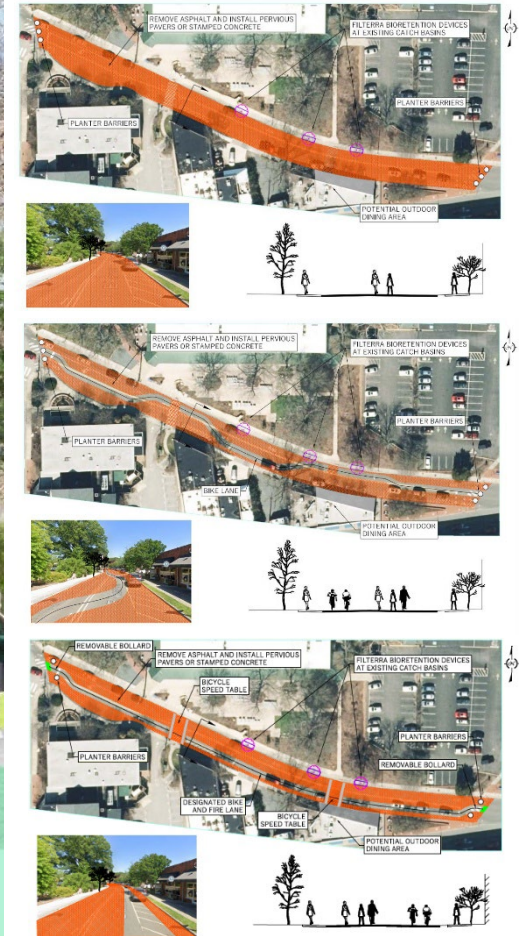 REMOVE ASPHALT AND INSTALL PERVIOUS
PAVERS OR STAMPED CONCRETE
FILTERRA BIORETENTION DEVICES
AT EXISTING CATCH BASINS
PLANTER BARRIERS
PLANTER BARRIERS
POTENTIAL OUTDOOR
DINING AREA
REMOVE ASPHALT AND INSTALL PERVIOUS
PAVERS OR STAMPED CONCRETE
FILTERRA BIORETENTION DEVICES
AT EXISTING CATCH BASINS
PLANTER BARRIERS
PLANTER BARRIERS
BIKE LANE
POTENTIAL OUTDOOR
DINING AREA
REMOVABLE BOLLARD
REMOVE ASPHALT AND INSTALL PERVIOUS
PAVERS OR STAMPED CONCRETE
FILTERRA BIORETENTION DEVICES
AT EXISTING CATCH BASINS
BICYCLE
SPEED TABLE
PLANTER BARRIERS
PLANTER BARRIERS
REMOVABLE BOLLARD
DESIGNATED BIKE
AND FIRE LANE
BICYCLE
SPEED TABLE
POTENTIAL OUTDOOR
DINING AREA